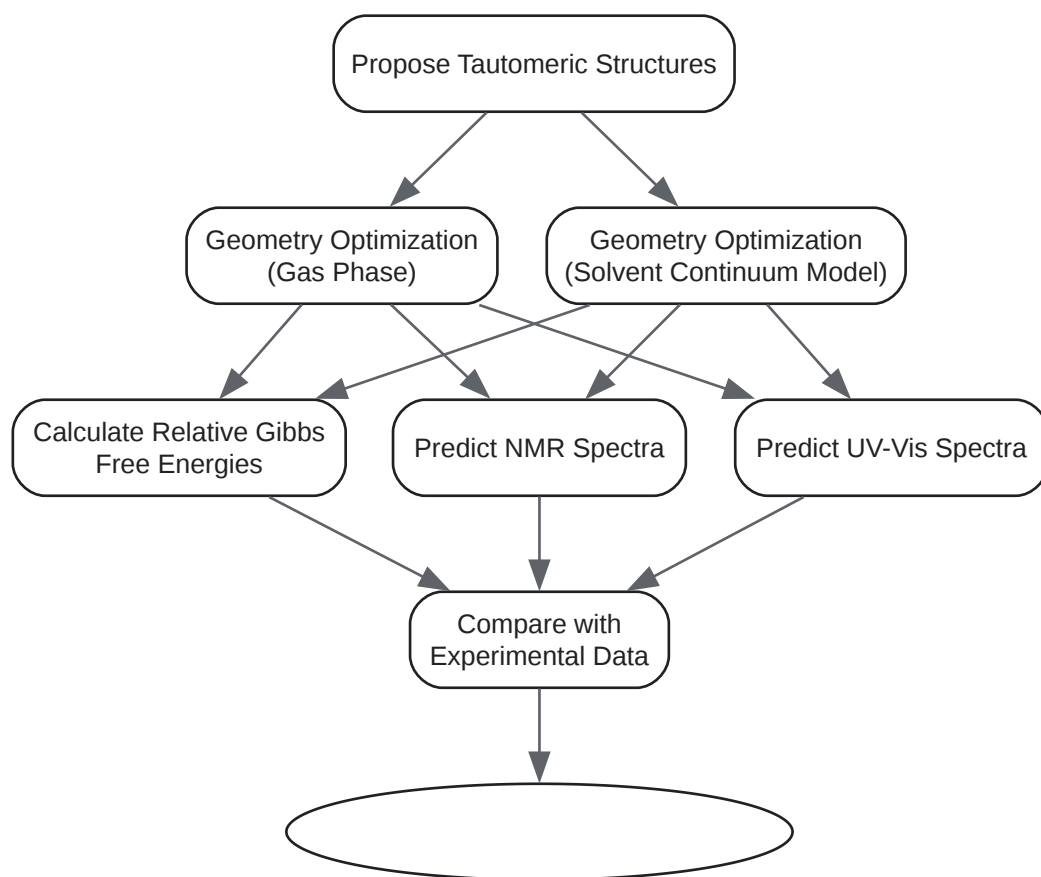 Propose Tautomeric Structures
Geometry Optimization
(Gas Phase)
Geometry Optimization
(Solvent Continuum Model)
Calculate Relative Gibbs
Free Energies
Predict NMR Spectra
Predict UV-Vis Spectra
Compare with
Experimental Data